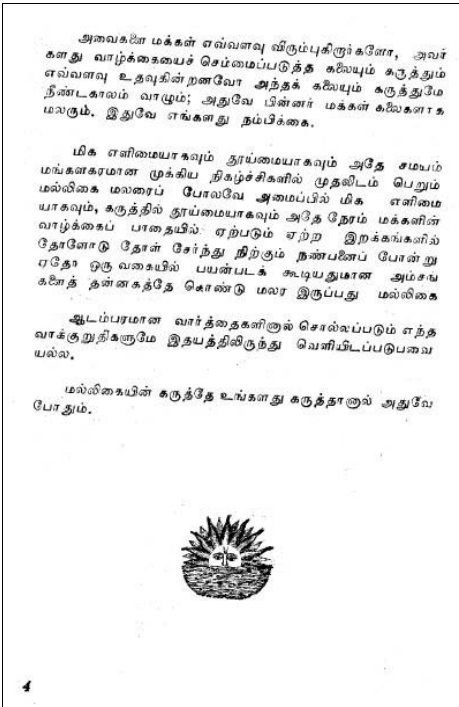 அவைகளை மக்கள் எவ்வளவு விரும்புகிறார்களோ, அவர்
களது வாழ்க்கையைச் செம்மைப்படுத்த கலையும் கருத்தும்
எவ்வளவு உதவுகின்றனவோ அந்தக் கலையும் கருத்துமே
நீண்டகாலம் வாழும்; அதுவே பின்னர் மக்கள் கலைகளாக
மலரும். இதுவே எங்களது நம்பிக்கை.
மிக எளிமையாகவும் தூய்மையாகவும் அதே சமயம்
மங்களகரமான முக்கிய நிகழ்ச்சிகளில் முதலிடம் பெறும்
மல்லிகை மலரைப் போலவே அமைப்பில் மிக எளிமை
யாகவும், கருத்தில் தூய்மையாகவும் அதே நேரம் மக்களின்
வாழ்க்கைப் பாதையில் ஏற்படும் ஏற்ற இறக்கங்களில்
தோளோடு தோள் சேர்ந்து நிற்கும் நண்பனைப் போன்று
ஏதோ ஒரு வகையில் பயன்படக் கூடியதுமான அம்சங்
களைத் தன்னகத்தே கொண்டு மலர இருப்பது மல்லிகை
ஆடம்பரமான வார்த்தைகளினால் சொல்லப்படும் எந்த
வாக்குறுதிகளுமே இதயத்திலிருந்து வெளியிடப்படுபவை
யல்ல.
மல்லிகையின் கருத்தே உங்களது கருத்தானால் அதுவே
போதும்.
4